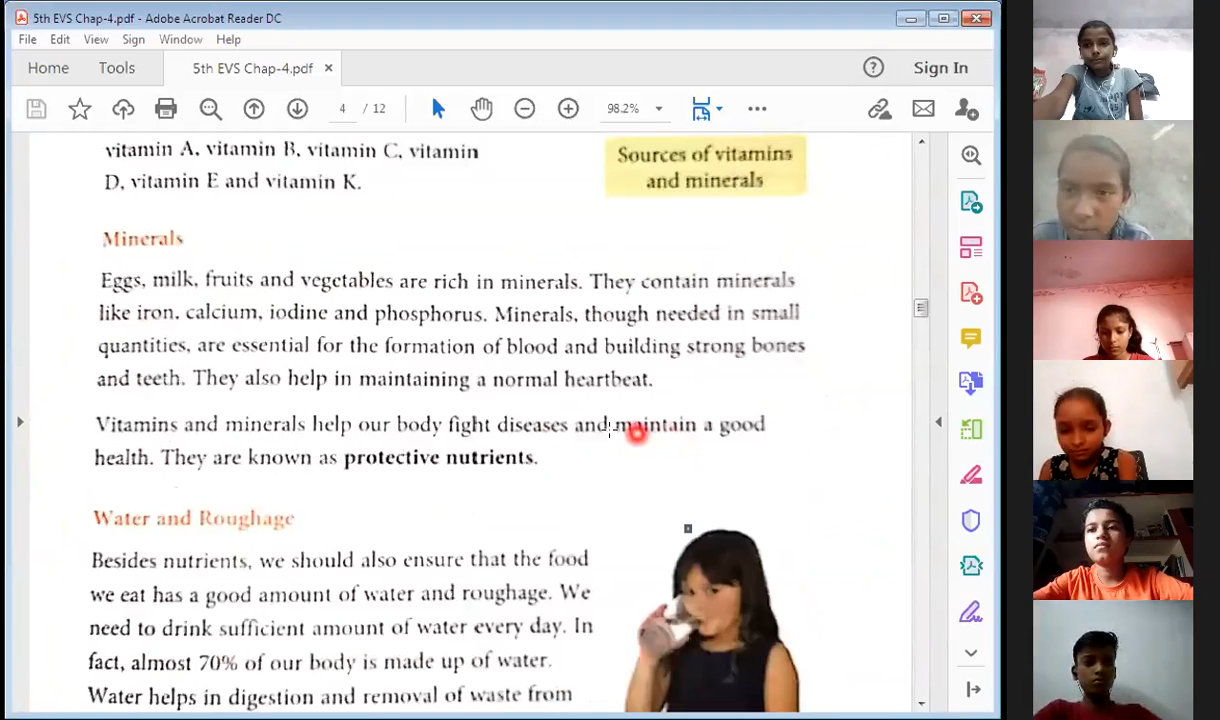 5th EVS Chap-4.pdf - Adobe Acrobat Reader DC
File Edit View Sign Window Help
Home Tools 5th EVS Chap-4.pdf × Sign In
4 / 12 98.2%
vitamin A, vitamin B, vitamin C, vitamin
D, vitamin E and vitamin K.
Sources of vitamins
and minerals
Minerals
Eggs, milk, fruits and vegetables are rich in minerals. They contain minerals
like iron, calcium, iodine and phosphorus. Minerals, though needed in small
quantities, are essential for the formation of blood and building strong bones
and teeth. They also help in maintaining a normal heartbeat.
Vitamins and minerals help our body fight diseases and maintain a good
health. They are known as protective nutrients.
Water and Roughage
Besides nutrients, we should also ensure that the food
we eat has a good amount of water and roughage. We
need to drink sufficient amount of water every day. In
fact, almost 70% of our body is made up of water.
Water helps in digestion and removal of waste from